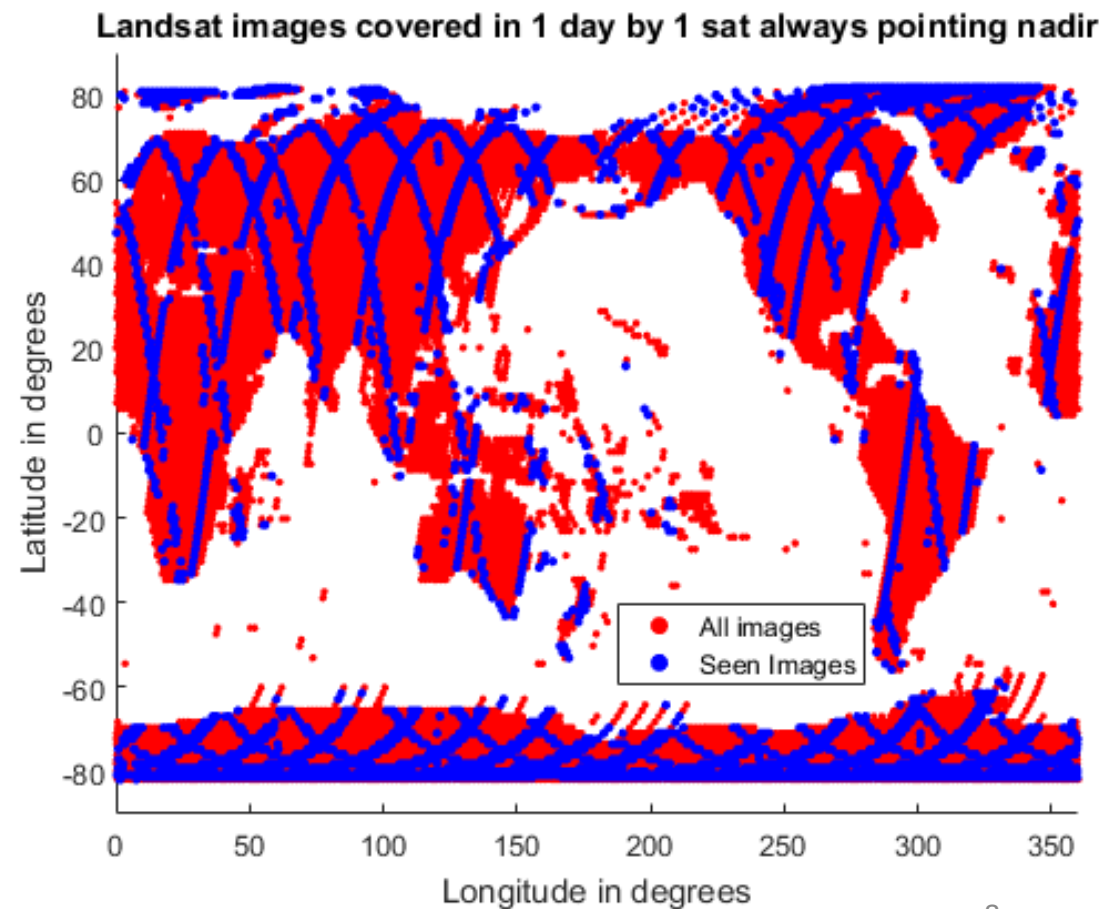 Landsat images covered in 1 day by 1 sat always pointing nadir
80
60
40
20
0
-20
-40
-60
-80
Latitude in degrees
All images
Seen Images
0 50 100 150 200 250 300 350
Longitude in degrees